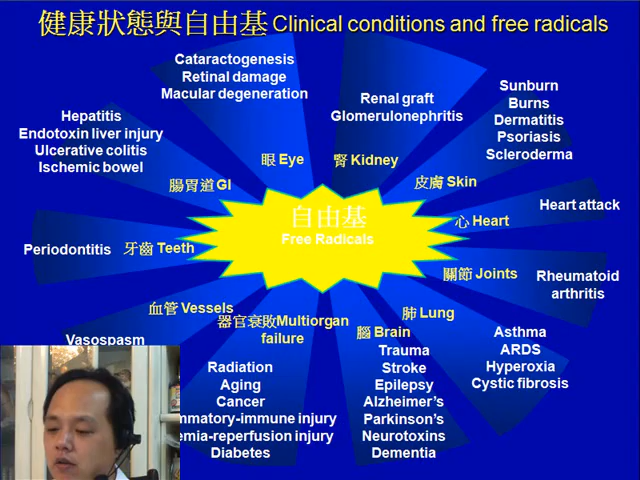 健康狀態與自由基 Clinical conditions and free radicals
Cataractogenesis
Retinal damage
Macular degeneration
眼 Eye
Renal graft
Glomerulonephritis
腎 Kidney
Sunburn
Burns
Dermatitis
Psoriasis
Scleroderma
皮膚 Skin
Hepatitis
Endotoxin liver injury
Ulcerative colitis
Ischemic bowel
腸胃道 GI
Heart attack
心 Heart
自由基
Free Radicals
Periodontitis
牙齒 Teeth
關節 Joints
Rheumatoid
arthritis
血管 Vessels
Vasospasm
器官衰敗Multiorgan
failure
Radiation
Aging
Cancer
immune injury
reperfusion injury
Diabetes
腦 Brain
Trauma
Stroke
Epilepsy
Alzheimer's
Parkinson's
Neurotoxins
Dementia
肺 Lung
Asthma
ARDS
Hyperoxia
Cystic fibrosis